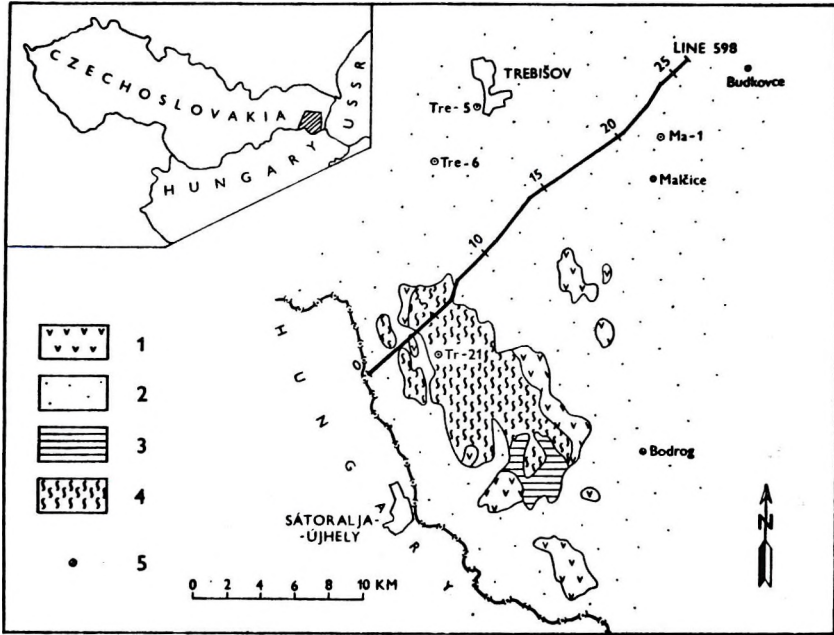 CZECHOSLOVAKIA
USSR
HUNGARY
LINE 598
25
Budkovce
TREBIŠOV
Tre-5
20
Ma-1
Tre-6
15
Malčice
10
HUNGARY
0
Tr-21
1
2
3
4
5
Bodrog
SÁTORALJA-
-ÚJHELY
N
0 2 4 6 8 10 KM